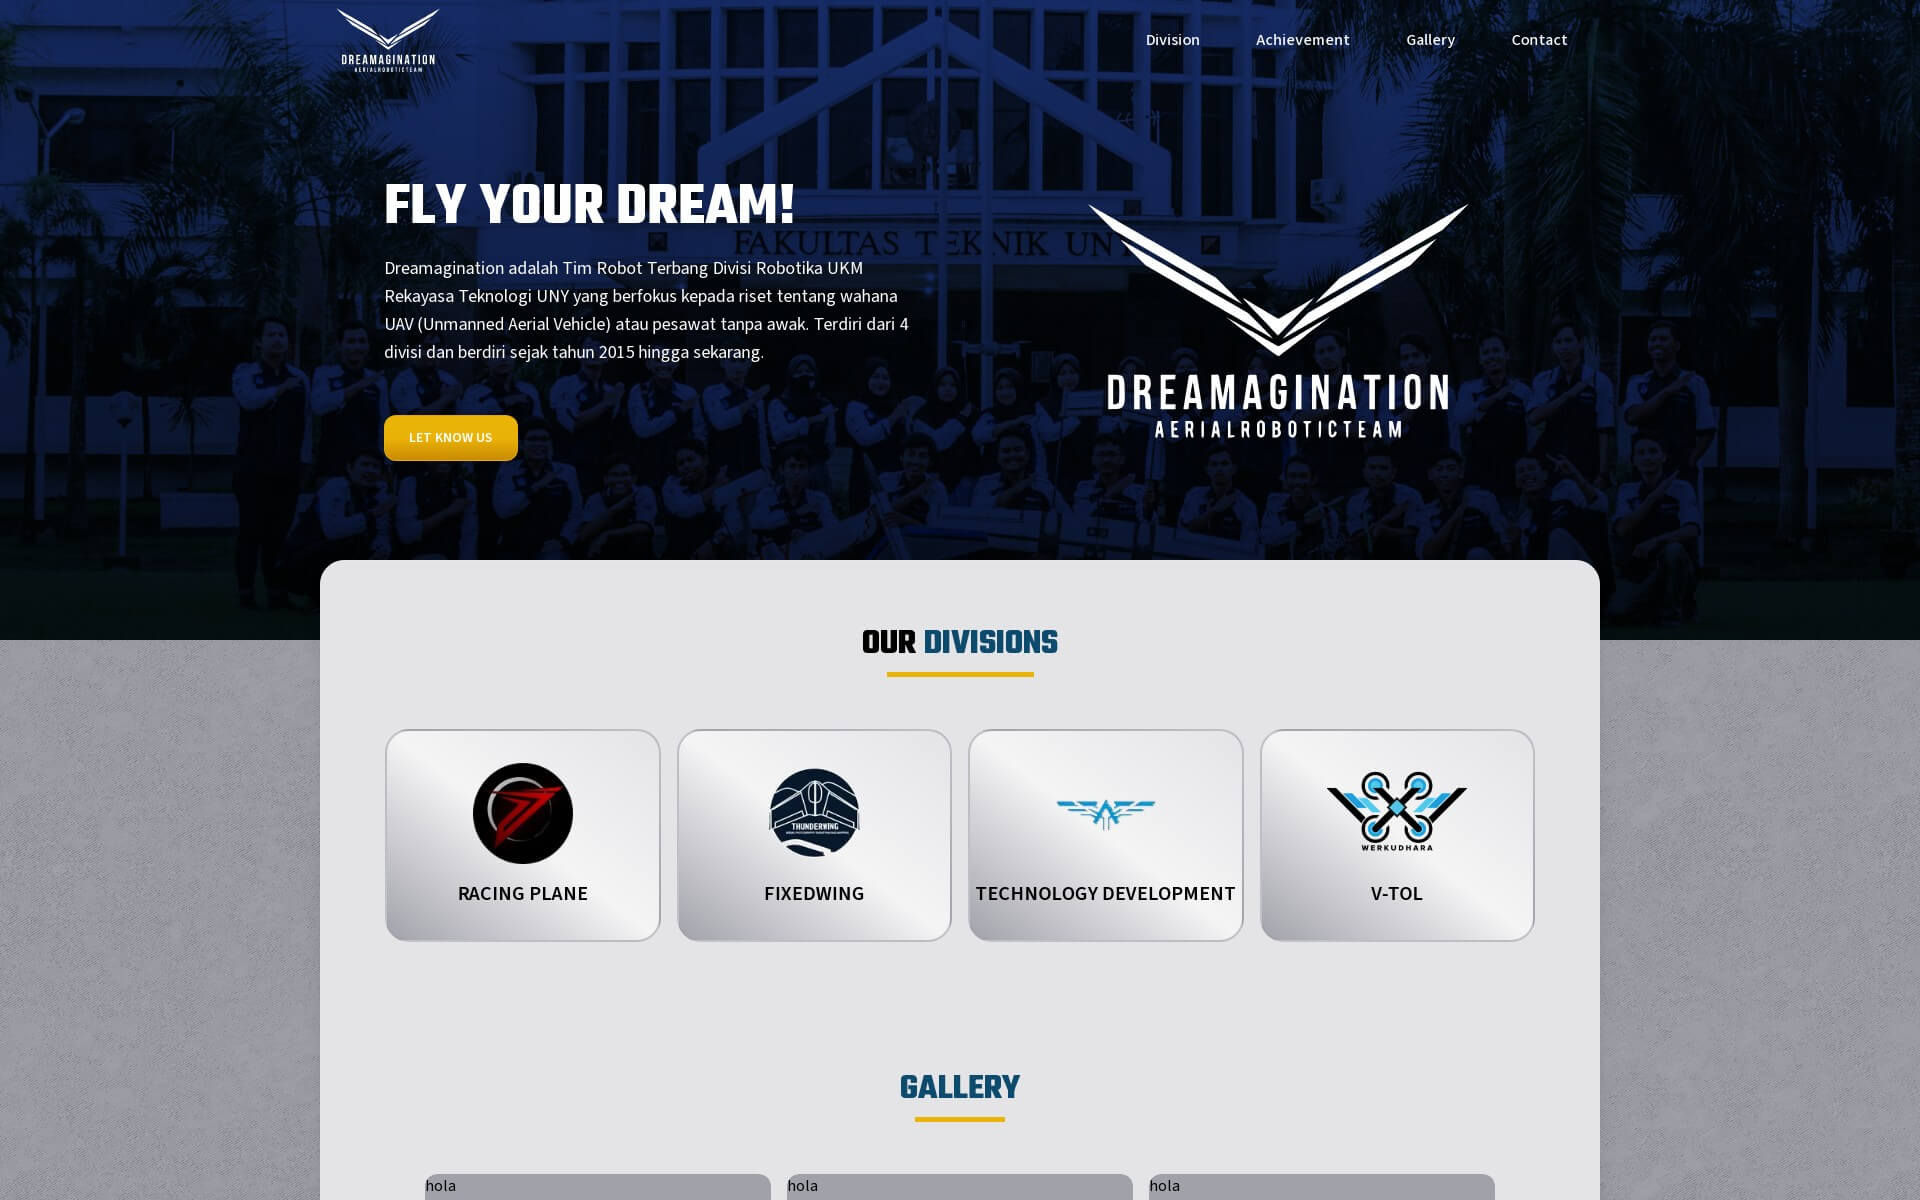 DREAMAGINATION
AERIALROBOTICTEAM
Division
Achievement
Gallery
Contact
FLY YOUR DREAM!
FAKULTAS TEKNIK UNY
Dreamagination adalah Tim Robot Terbang Divisi Robotika UKM
Rekayasa Teknologi UNY yang berfokus kepada riset tentang wahana
UAV (Unmanned Aerial Vehicle) atau pesawat tanpa awak. Terdiri dari 4
divisi dan berdiri sejak tahun 2015 hingga sekarang.
LET KNOW US
DREAMAGINATION
AERIALROBOTICTEAM
OUR DIVISIONS
THUNDERWING
WERKUDHARA
RACING PLANE
FIXEDWING
TECHNOLOGY DEVELOPMENT
V-TOL
GALLERY
hola
hola
hola